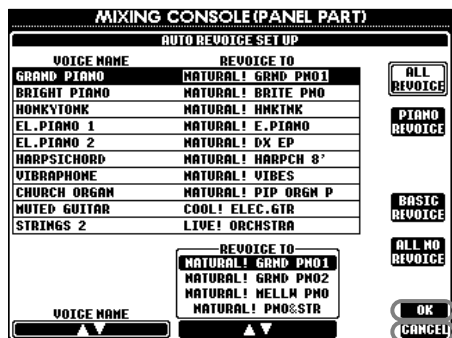 MIXING CONSOLE(PANEL PART)
AUTO REVOICE SET UP
VOICE NAME REVOICE TO
GRAND PIANO NATURAL! GRND PNO1
BRIGHT PIANO NATURAL! BRITE PNO
HONKYTONK NATURAL! HNKTNK
EL.PIANO 1 NATURAL! E.PIANO
EL.PIANO 2 NATURAL! DX EP
HARPSICHORD NATURAL! HARPCH 8'
VIBRAPHONE NATURAL! VIBES
CHURCH ORGAN NATURAL! PIP ORGN P
MUTED GUITAR COOL! ELEC.GTR
STRINGS 2 LIVE! ORCHSTRA
ALL
REVOICE
PIANO
REVOICE
BASIC
REVOICE
ALL NO
REVOICE
REVOICE TO
NATURAL! GRND PNO1
NATURAL! GRND PNO2
NATURAL! MELLW PNO
NATURAL! PNO&STR
VOICE NAME
OK
CANCEL